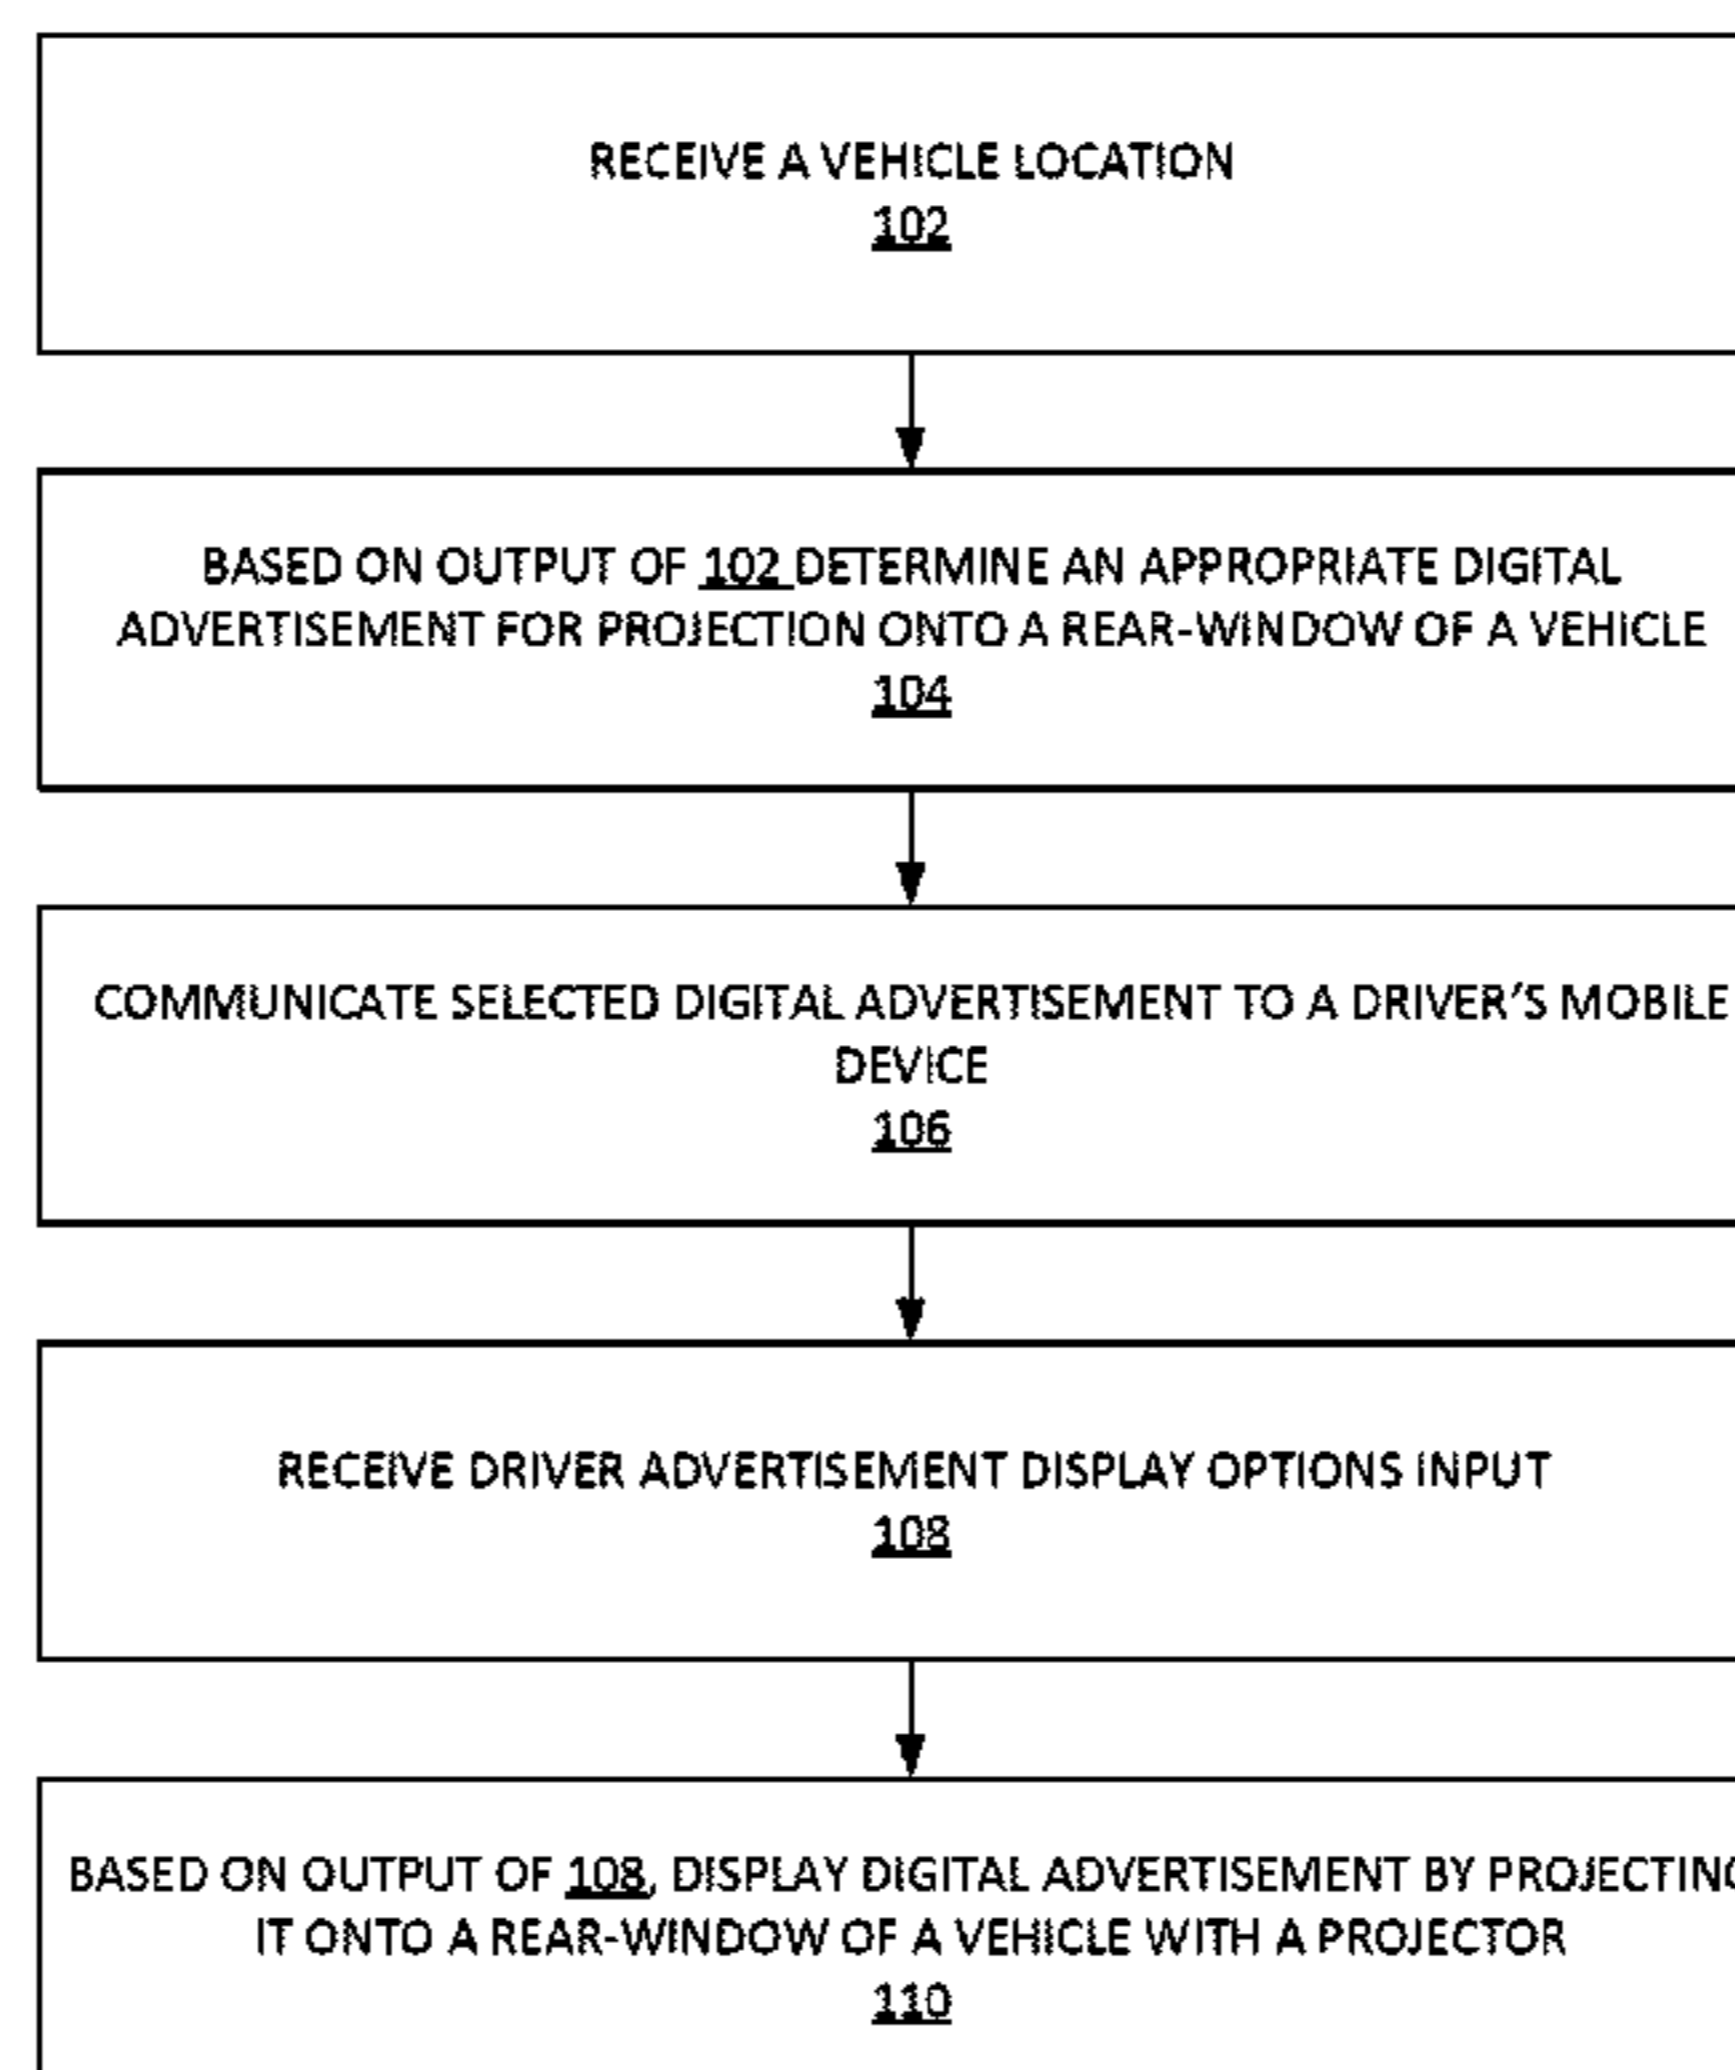 RECEIVE A VEHICLE LOCATION
102
BASED ON OUTPUT OF 102 DETERMINE AN APPROPRIATE DIGITAL
ADVERTISEMENT FOR PROJECTION ONTO A REAR-WINDOW OF A VEHICLE
104
COMMUNICATE SELECTED DIGITAL ADVERTISEMENT TO A DRIVER'S MOBILE
DEVICE
106
RECEIVE DRIVER ADVERTISEMENT DISPLAY OPTIONS INPUT
108
BASED ON OUTPUT OF 108, DISPLAY DIGITAL ADVERTISEMENT BY PROJECTING
IT ONTO A REAR-WINDOW OF A VEHICLE WITH A PROJECTOR
110